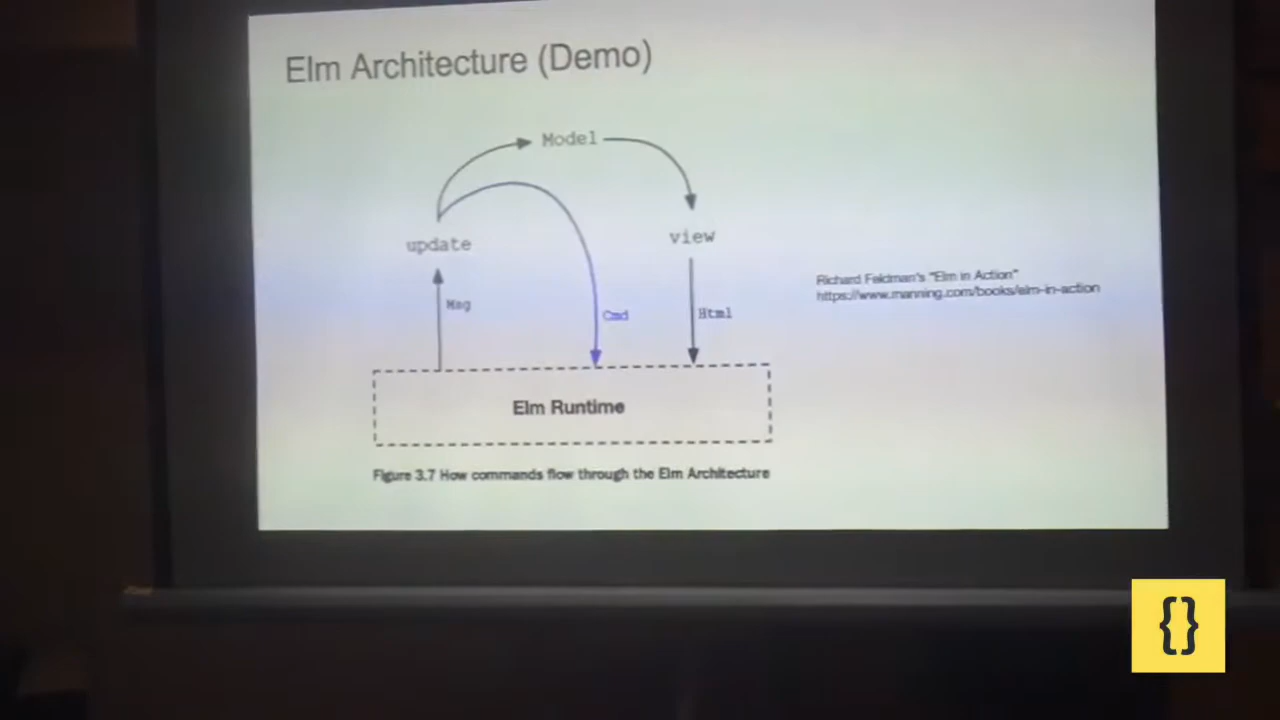 Elm Architecture (Demo)
Model
update
view
Msg
Cmd
Html
Richard Feldman's "Elm in Action"
https://www.manning.com/books/elm-in-action
Elm Runtime
Figure 3.7 How commands flow through the Elm Architecture
{}